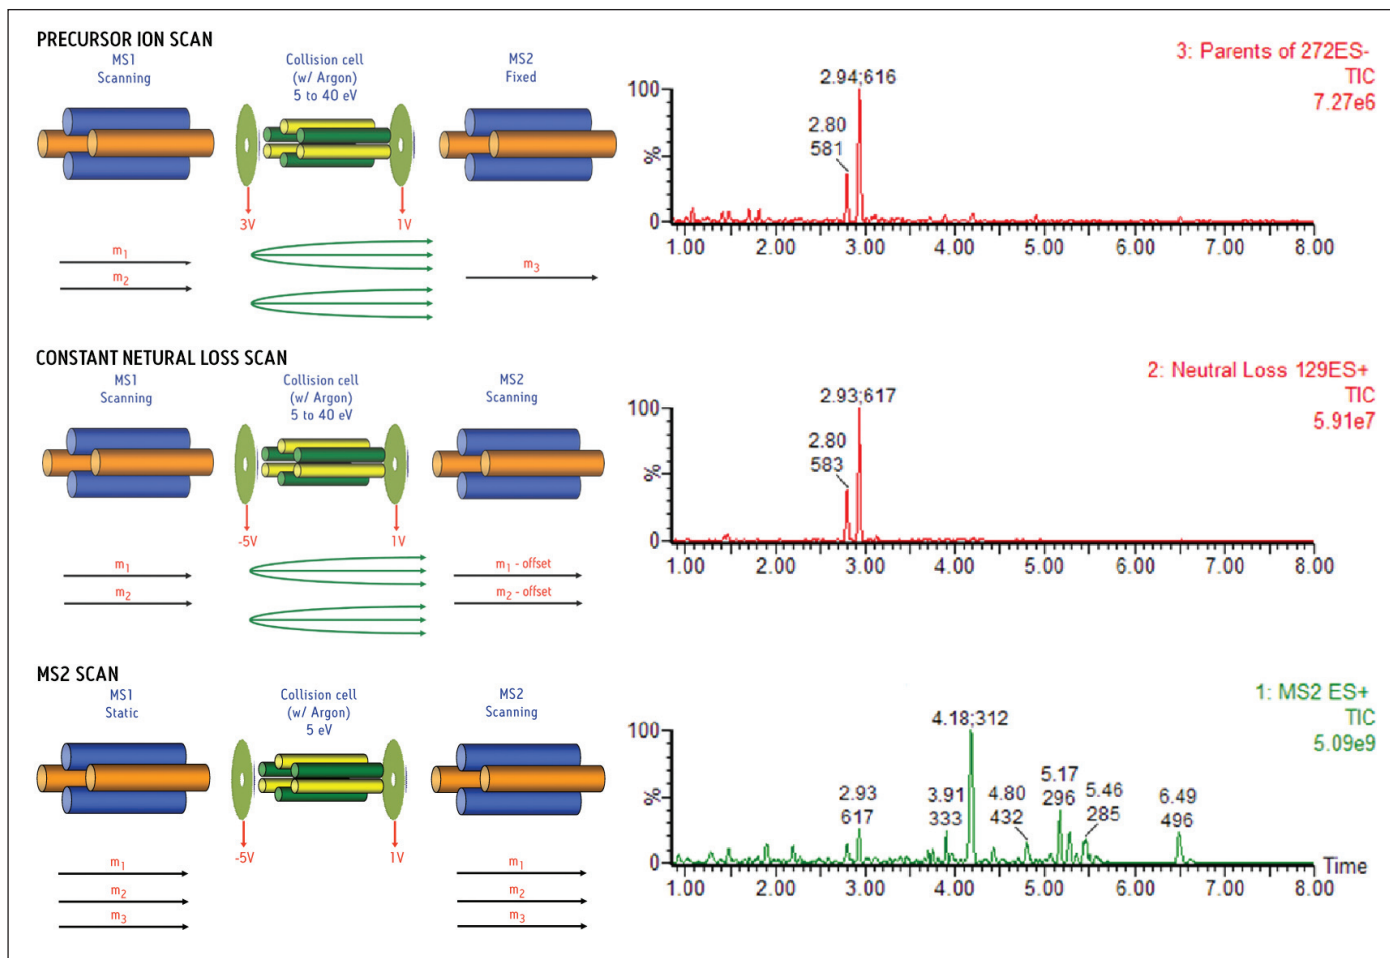 PRECURSOR ION SCAN
MS1
Scanning
Collision cell
(w/ Argon)
5 to 40 eV
MS2
Fixed
3V
1V
m1
m2
m3
3: Parents of 272ES-
TIC
7.27e6
2.94;616
2.80
581
100
%
0
1.00 2.00 3.00 4.00 5.00 6.00 7.00 8.00
CONSTANT NETURAL LOSS SCAN
MS1
Scanning
Collision cell
(w/ Argon)
5 to 40 eV
MS2
Scanning
-5V
1V
m1
m2
m1 - offset
m2 - offset
2: Neutral Loss 129ES+
TIC
5.91e7
2.93;617
2.80
583
100
%
0
1.00 2.00 3.00 4.00 5.00 6.00 7.00 8.00
MS2 SCAN
MS1
Static
Collision cell
(w/ Argon)
5 eV
MS2
Scanning
-5V
1V
m1
m2
m3
m1
m2
m3
1: MS2 ES+
TIC
5.09e9
4.18;312
2.93
617
3.91
333
4.80
432
5.17
296
5.46
285
6.49
496
100
%
0
Time
1.00 2.00 3.00 4.00 5.00 6.00 7.00 8.00